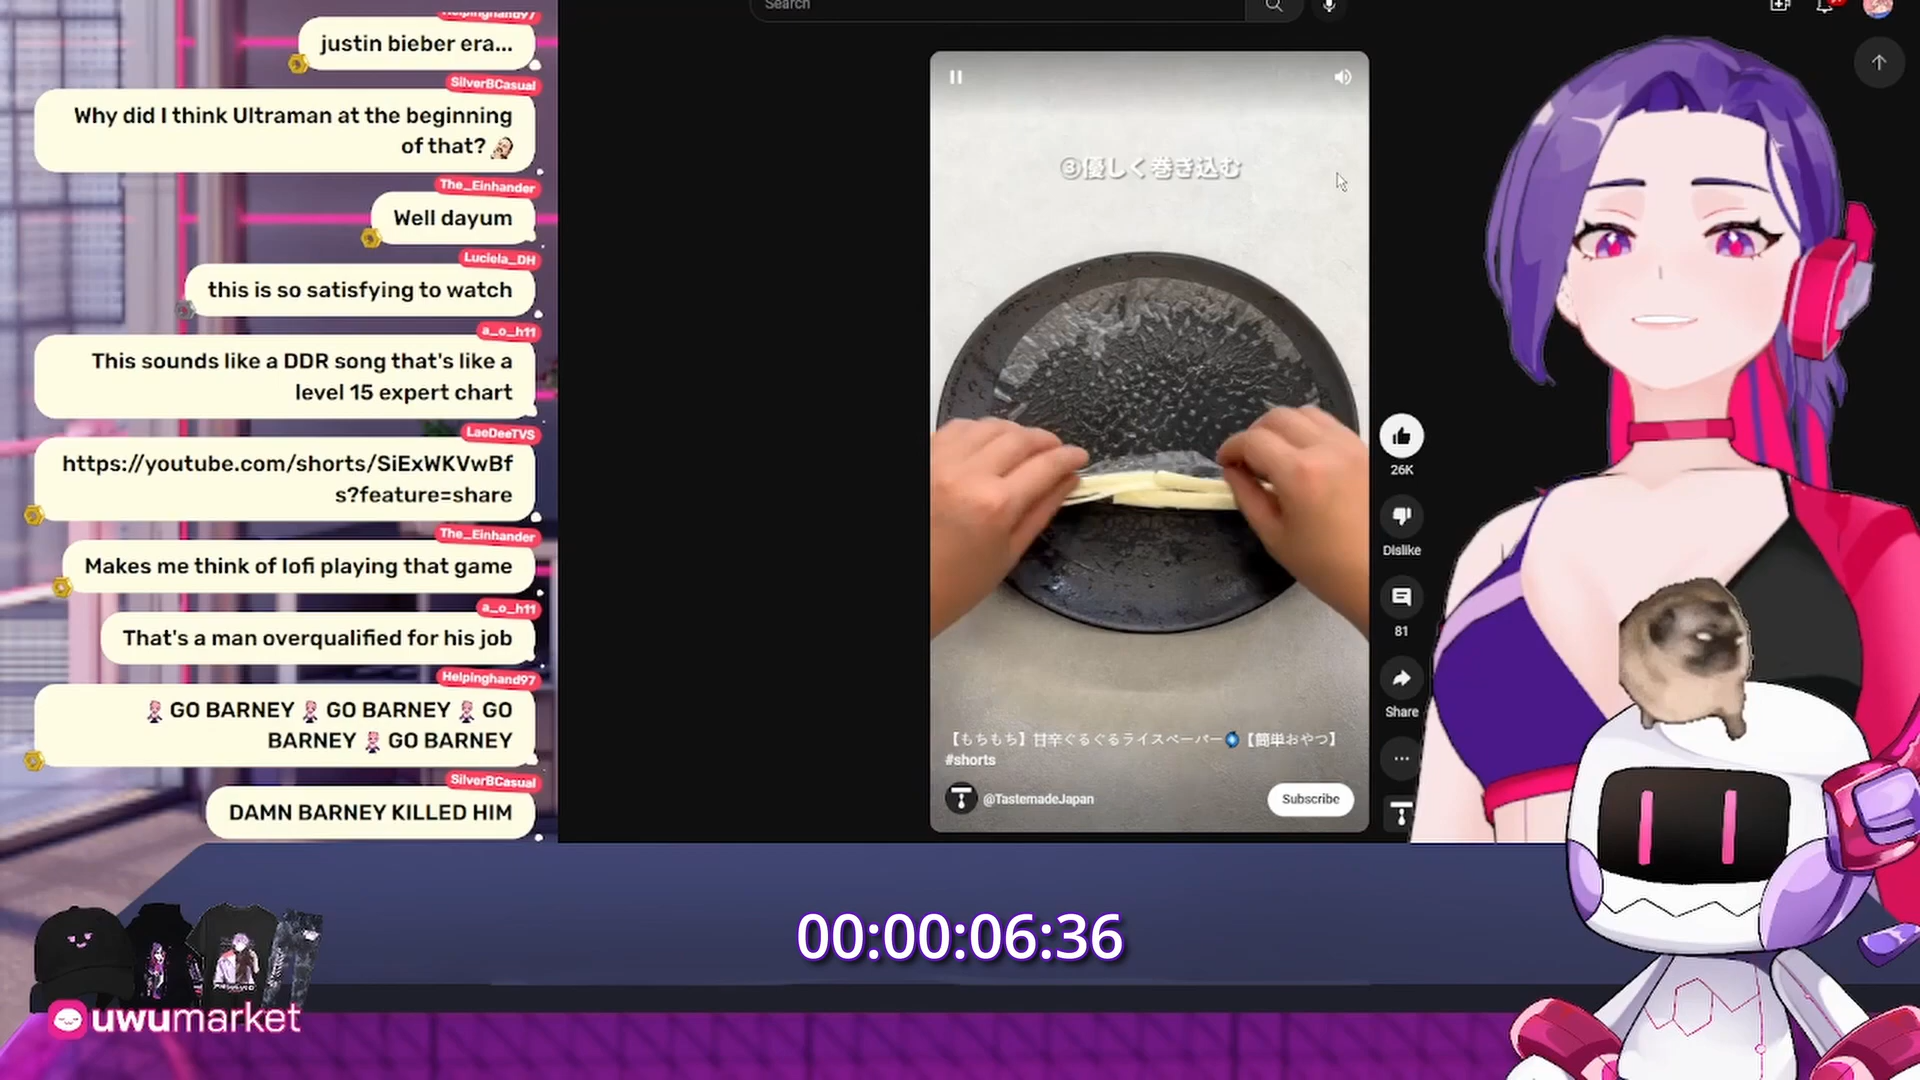 Helpinghand97
justin bieber era...
SilverBCasual
Why did I think Ultraman at the beginning
of that?
The_Einhander
Well dayum
Luciela_DH
this is so satisfying to watch
a_o_h11
This sounds like a DDR song that's like a
level 15 expert chart
LaeDeeTVS
https://youtube.com/shorts/SiExWKVwBf
s?feature=share
The_Einhander
Makes me think of lofi playing that game
a_o_h11
That's a man overqualified for his job
Helpinghand97
GO BARNEY GO BARNEY GO
BARNEY GO BARNEY
SilverBCasual
DAMN BARNEY KILLED HIM
uwumarket
Search
③優しく巻き込む
26K
Dislike
81
Share
【もちもち】甘辛ぐるぐるライスペーパー🧿【簡単おやつ】
#shorts
@TastemadeJapan
Subscribe
00:00:06:36